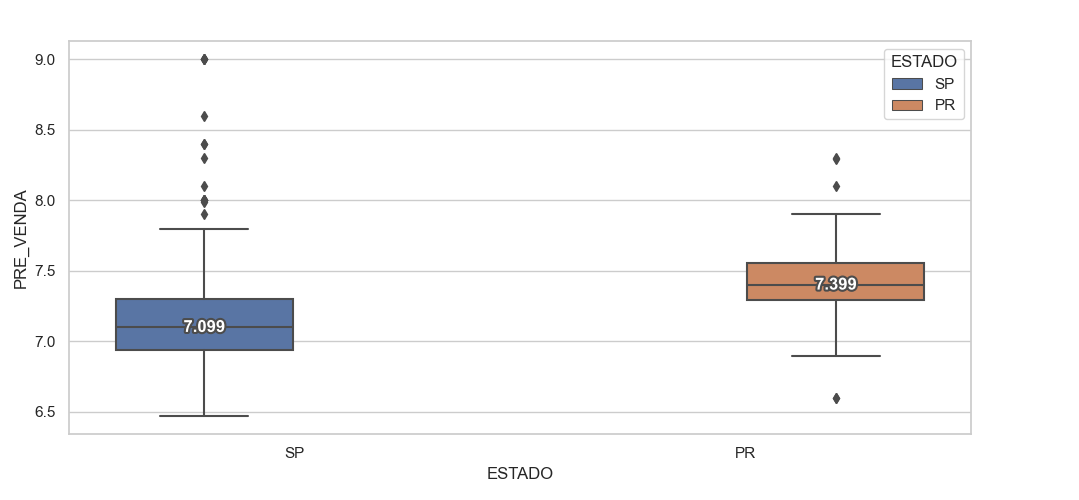 9.0
8.5
8.0
7.5
7.0
6.5
PRE_VENDA
7.099
7.399
ESTADO
SP
PR
SP
PR
ESTADO